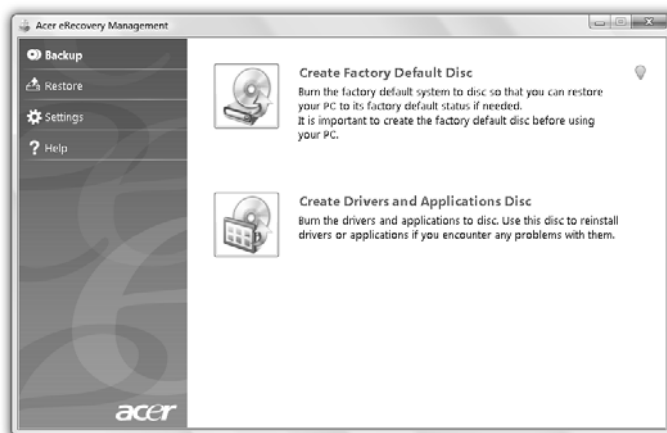 Acer eRecovery Management
Backup
Restore
Settings
Help
Create Factory Default Disc
Burn the factory default system to disc so that you can restore
your PC to its factory default status if needed.
It is important to create the factory default disc before using
your PC.
Create Drivers and Applications Disc
Burn the drivers and applications to disc. Use this disc to reinstall
drivers or applications if you encounter any problems with them.
acer